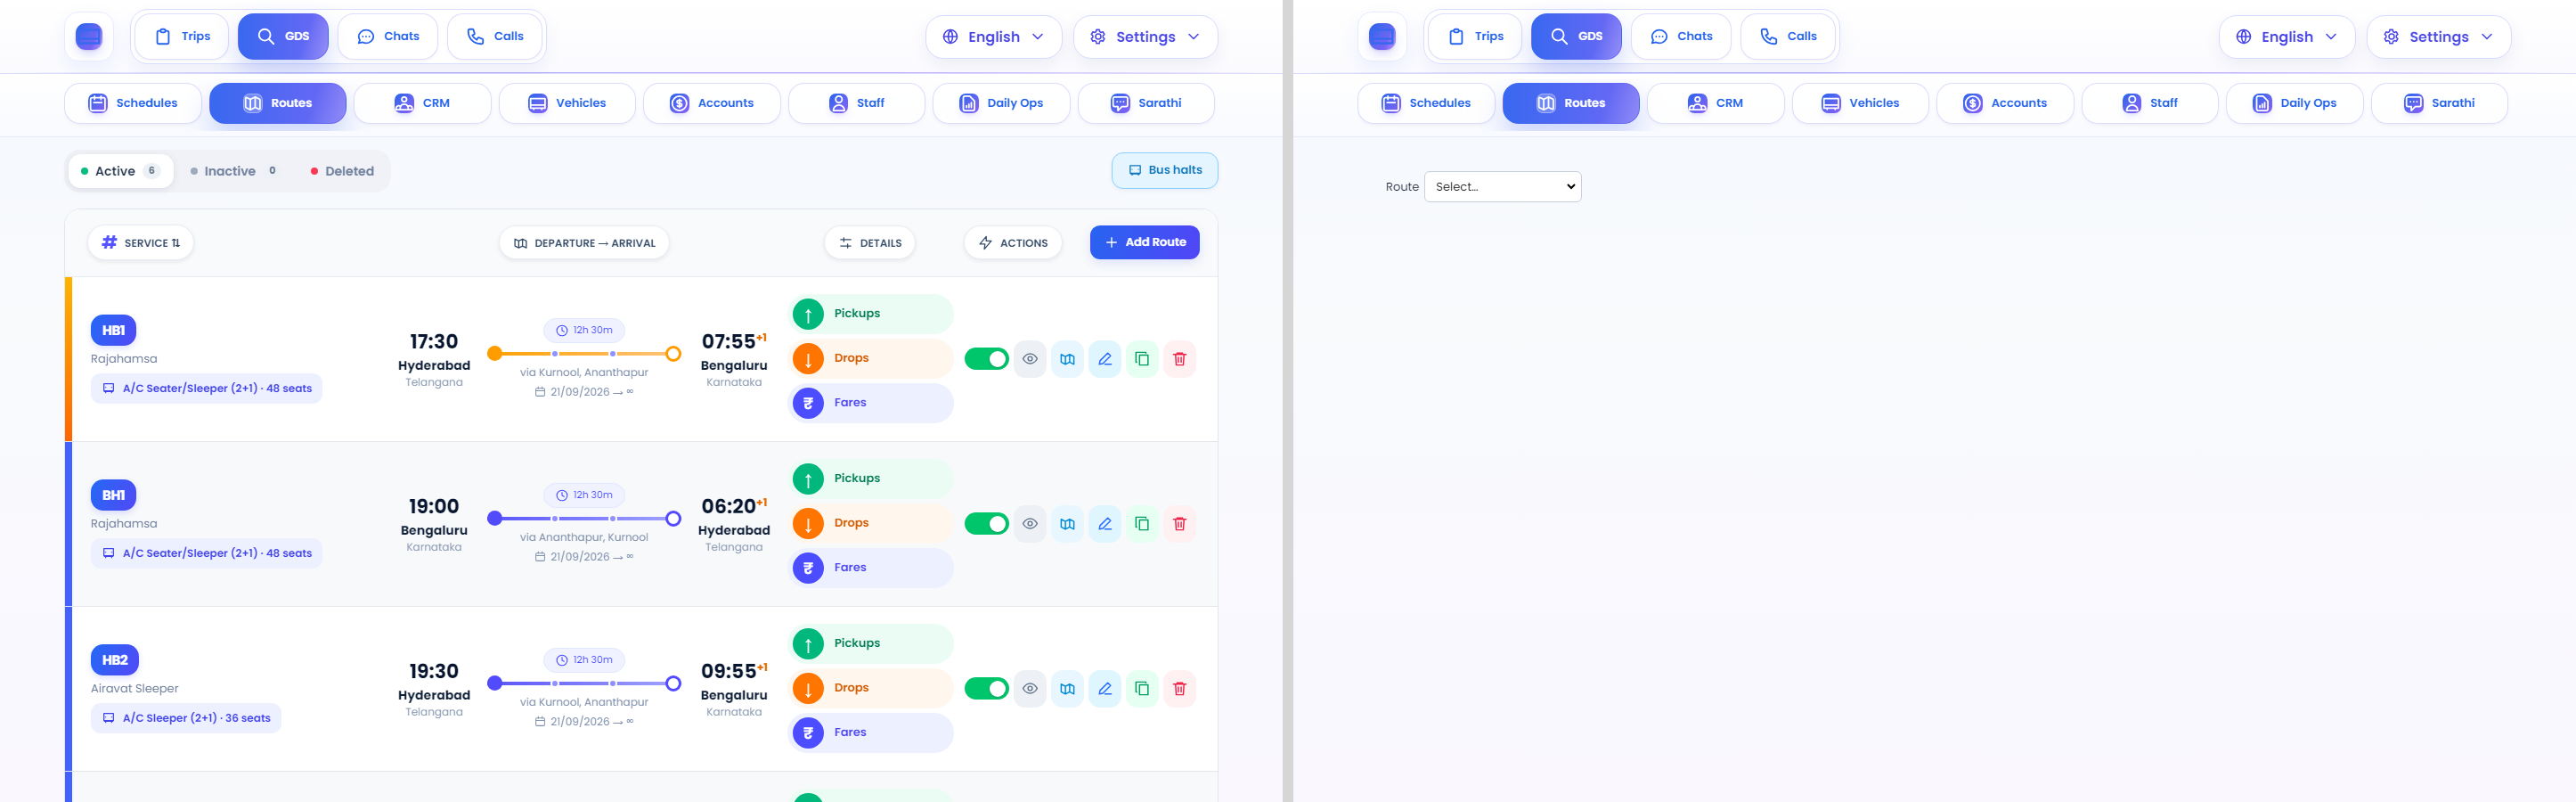 Trips GDS Chats Calls English Settings
Schedules Routes CRM Vehicles Accounts Staff Daily Ops Sarathi
Active 6 Inactive 0 Deleted Bus halts
# SERVICE ⇅ DEPARTURE → ARRIVAL DETAILS ACTIONS + Add Route
HB1
Rajahamsa
A/C Seater/Sleeper (2+1) · 48 seats
17:30
Hyderabad
Telangana
12h 30m
via Kurnool, Ananthapur
21/09/2026 → ∞
07:55+1
Bengaluru
Karnataka
↑ Pickups
↓ Drops
₹ Fares
BH1
Rajahamsa
A/C Seater/Sleeper (2+1) · 48 seats
19:00
Bengaluru
Karnataka
12h 30m
via Ananthapur, Kurnool
21/09/2026 → ∞
06:20+1
Hyderabad
Telangana
↑ Pickups
↓ Drops
₹ Fares
HB2
Airavat Sleeper
A/C Sleeper (2+1) · 36 seats
19:30
Hyderabad
Telangana
12h 30m
via Kurnool, Ananthapur
21/09/2026 → ∞
09:55+1
Bengaluru
Karnataka
↑ Pickups
↓ Drops
₹ Fares
Trips GDS Chats Calls English Settings
Schedules Routes CRM Vehicles Accounts Staff Daily Ops Sarathi
Route Select...